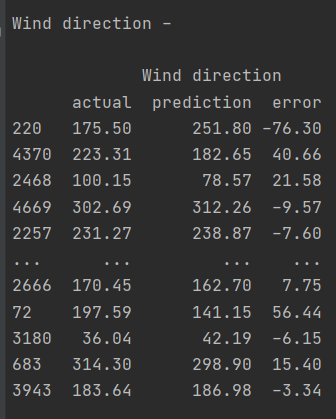 Wind direction –
Wind direction
actual prediction error
220 175.50 251.80 -76.30
4370 223.31 182.65 40.66
2468 100.15 78.57 21.58
4669 302.69 312.26 -9.57
2257 231.27 238.87 -7.60
... ... ... ...
2666 170.45 162.70 7.75
72 197.59 141.15 56.44
3180 36.04 42.19 -6.15
683 314.30 298.90 15.40
3943 183.64 186.98 -3.34